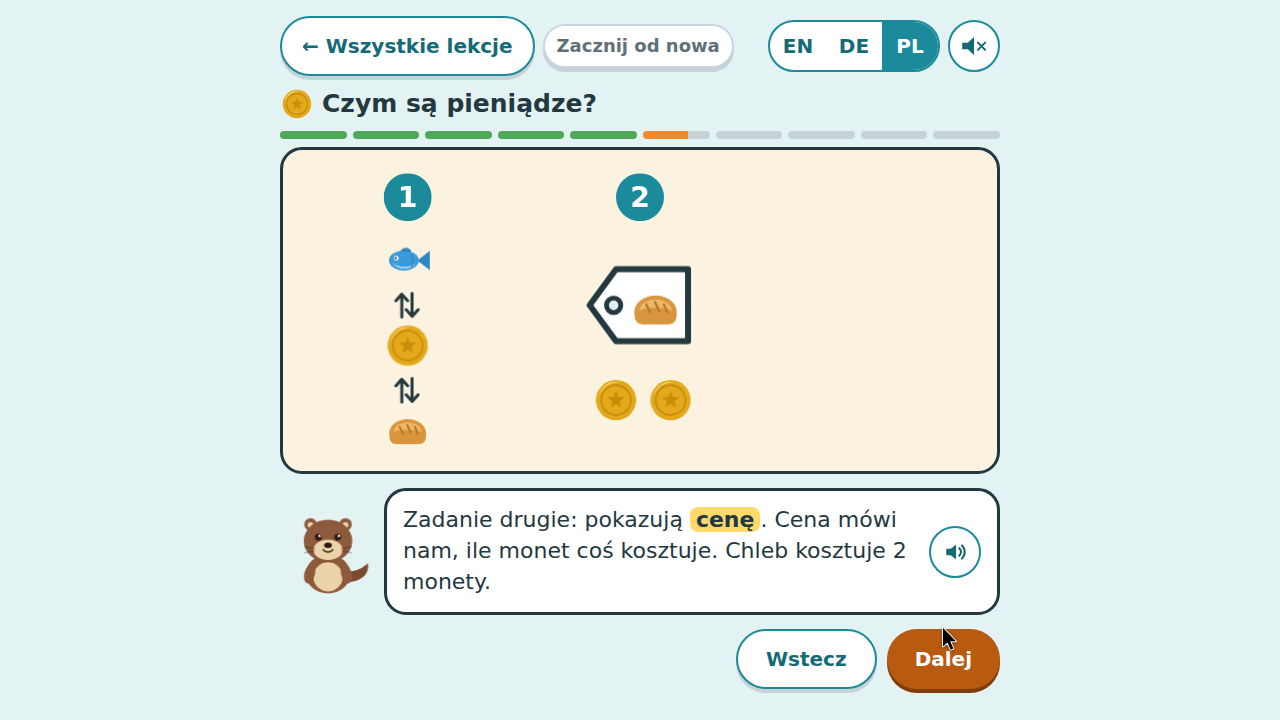 ← Wszystkie lekcje
Zacznij od nowa
EN DE PL
Czym są pieniądze?
1
2
Zadanie drugie: pokazują cenę. Cena mówi
nam, ile monet coś kosztuje. Chleb kosztuje 2
monety.
Wstecz
Dalej